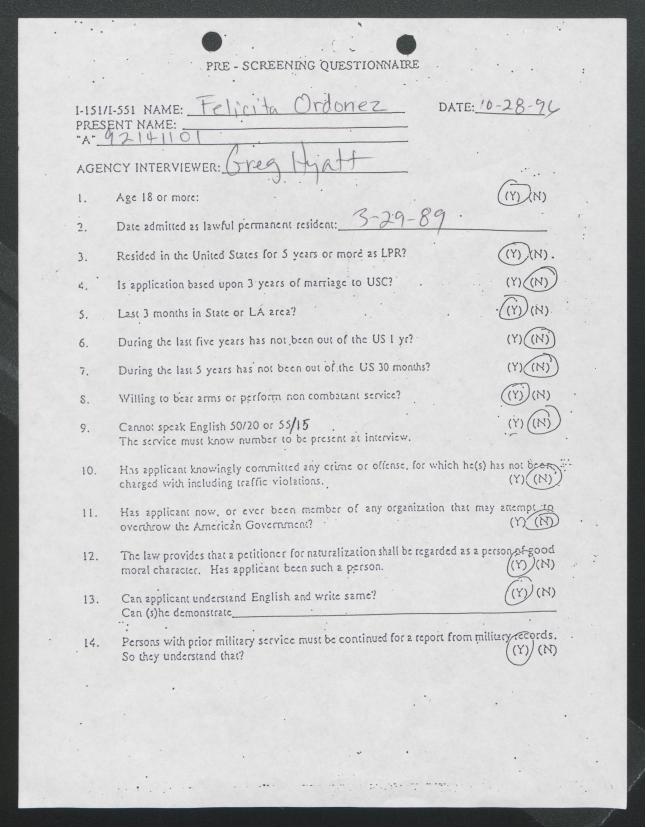 PRE - SCREENING QUESTIONNAIRE
I-151/I-551 NAME: Felicita Ordonez DATE: 10-28-96
PRESENT NAME:
"A" 92141101
AGENCY INTERVIEWER: Greg Hyatt
1. Age 18 or more: (Y) (N)
2. Date admitted as lawful permanent resident: 3-29-89
3. Resided in the United States for 5 years or more as LPR? (Y) (N)
4. Is application based upon 3 years of marriage to USC? (Y) (N)
5. Last 3 months in State or LA area? (Y) (N)
6. During the last five years has not been out of the US 1 yr? (Y) (N)
7. During the last 5 years has not been out of the US 30 months? (Y) (N)
8. Willing to bear arms or perform non combatant service? (Y) (N)
9. Cannot speak English 50/20 or 55/15 (Y) (N)
The service must know number to be present at interview.
10. Has applicant knowingly committed any crime or offense, for which he(s) has not been
charged with including traffic violations. (Y) (N)
11. Has applicant now, or ever been member of any organization that may attempt to
overthrow the American Government? (Y) (N)
12. The law provides that a petitioner for naturalization shall be regarded as a person of good
moral character. Has applicant been such a person. (Y) (N)
13. Can applicant understand English and write same? (Y) (N)
Can (s)he demonstrate
14. Persons with prior military service must be continued for a report from military records.
So they understand that? (Y) (N)